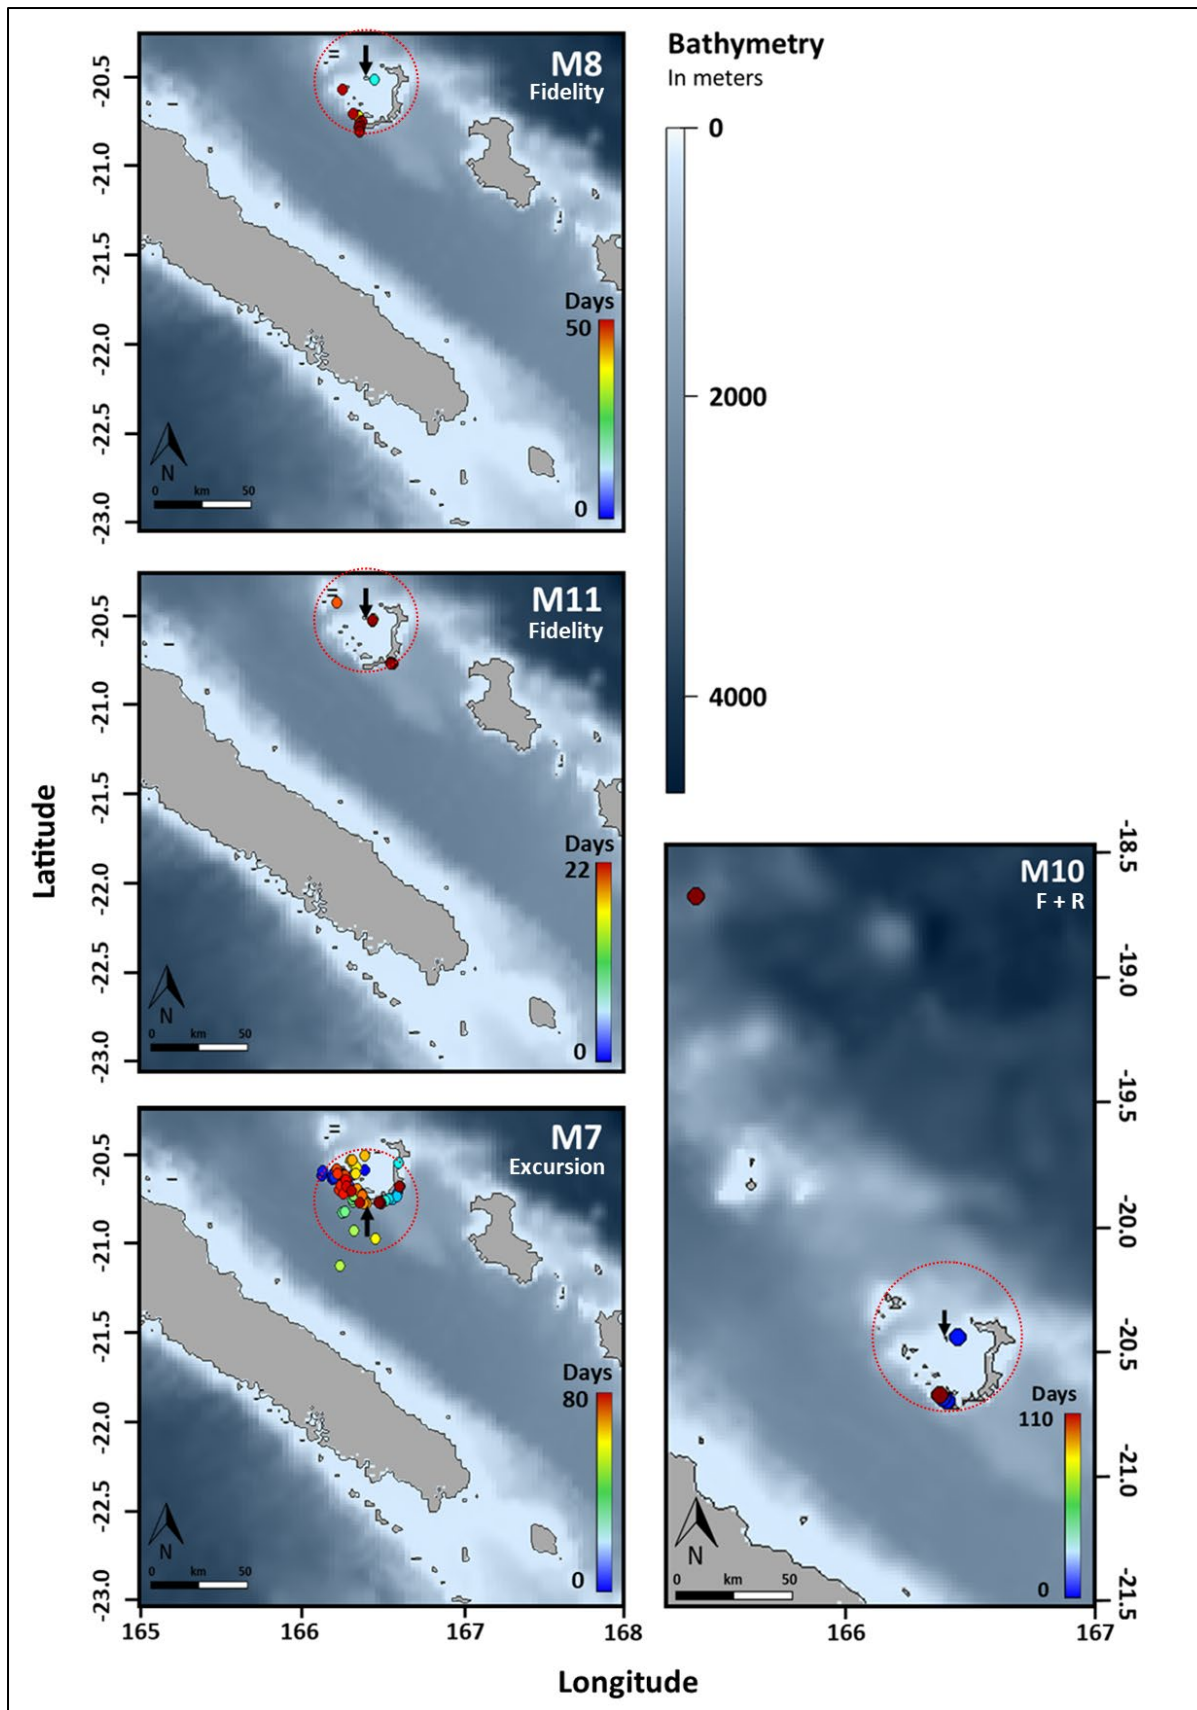 M8
Fidelity
Days
50
0
N
0 km 50
-20.5
-21.0
-21.5
-22.0
-22.5
-23.0
Bathymetry
In meters
0
2000
4000
M11
Fidelity
Days
22
0
N
0 km 50
-20.5
-21.0
-21.5
-22.0
-22.5
-23.0
Latitude
M7
Excursion
Days
80
0
N
0 km 50
-20.5
-21.0
-21.5
-22.0
-22.5
-23.0
165 166 167 168
M10
F + R
Days
110
0
N
0 km 50
-18.5
-19.0
-19.5
-20.0
-20.5
-21.0
-21.5
166 167
Longitude